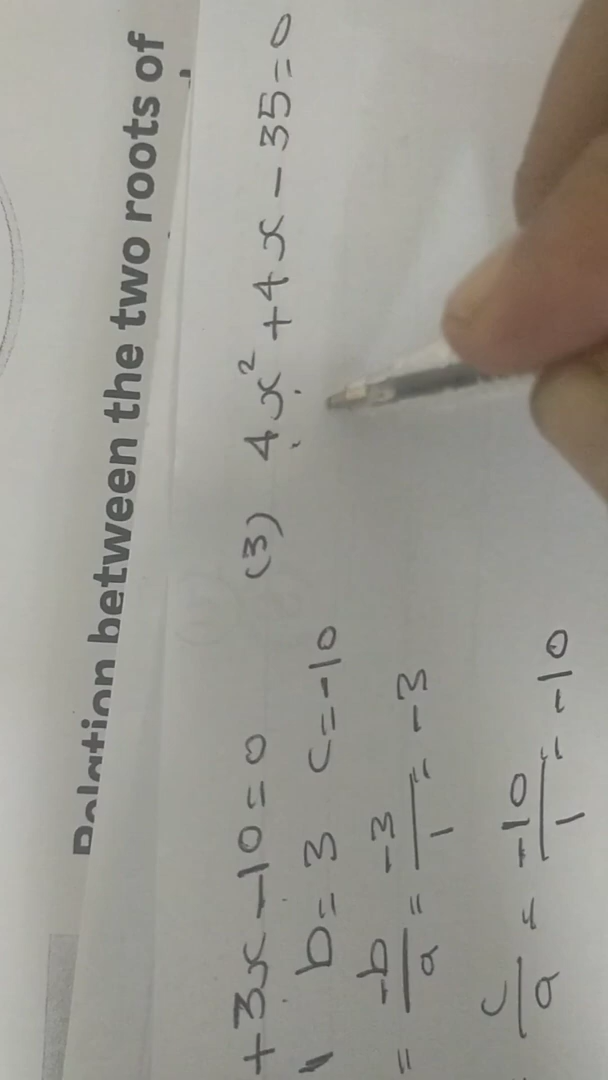 Relation between the two roots of
+3x-10=0
b=3 c=-10
= -b/a = -3/1 = -3
c/a = -10/1 = -10
(3) 4x²+4x-35=0